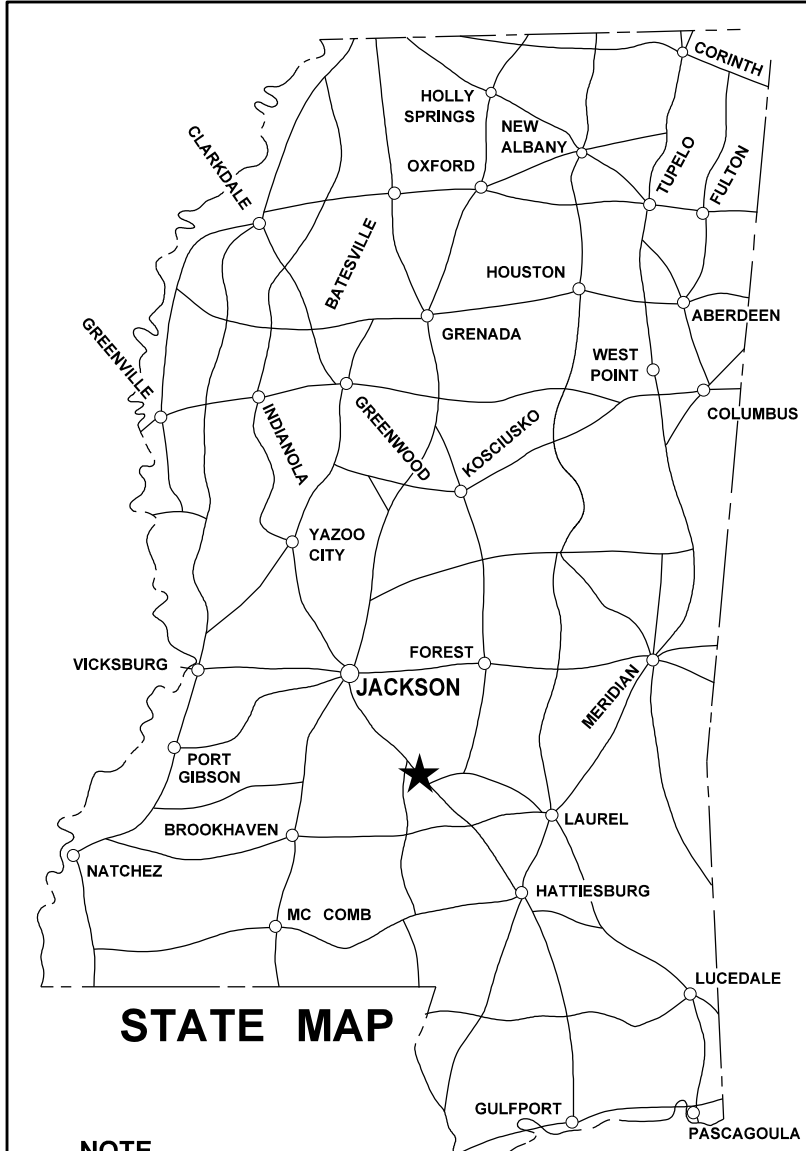 CORINTH
HOLLY
SPRINGS
NEW
ALBANY
CLARKDALE
OXFORD
TUPELO
FULTON
BATESVILLE
HOUSTON
ABERDEEN
GRENADA
GREENVILLE
WEST
POINT
COLUMBUS
INDIANOLA
GREENWOOD
KOSCIUSKO
YAZOO
CITY
VICKSBURG
FOREST
JACKSON
MERIDIAN
PORT
GIBSON
BROOKHAVEN
LAUREL
NATCHEZ
HATTIESBURG
MC COMB
LUCEDALE
STATE MAP
GULFPORT
PASCAGOULA
NOTE